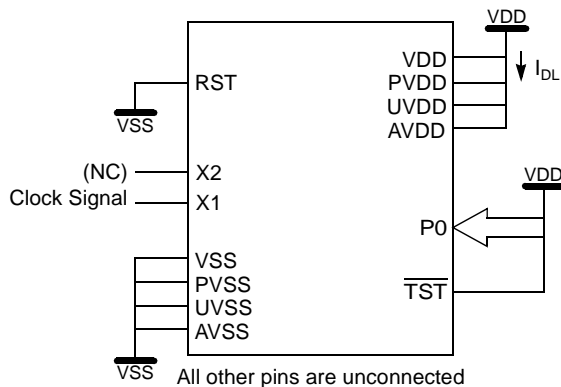 VDD
VDD
PVDD
UVDD
AVDD
I_DL
RST
VSS
(NC)
X2
Clock Signal
X1
VDD
P0
TST
VSS
PVSS
UVSS
AVSS
VSS
All other pins are unconnected